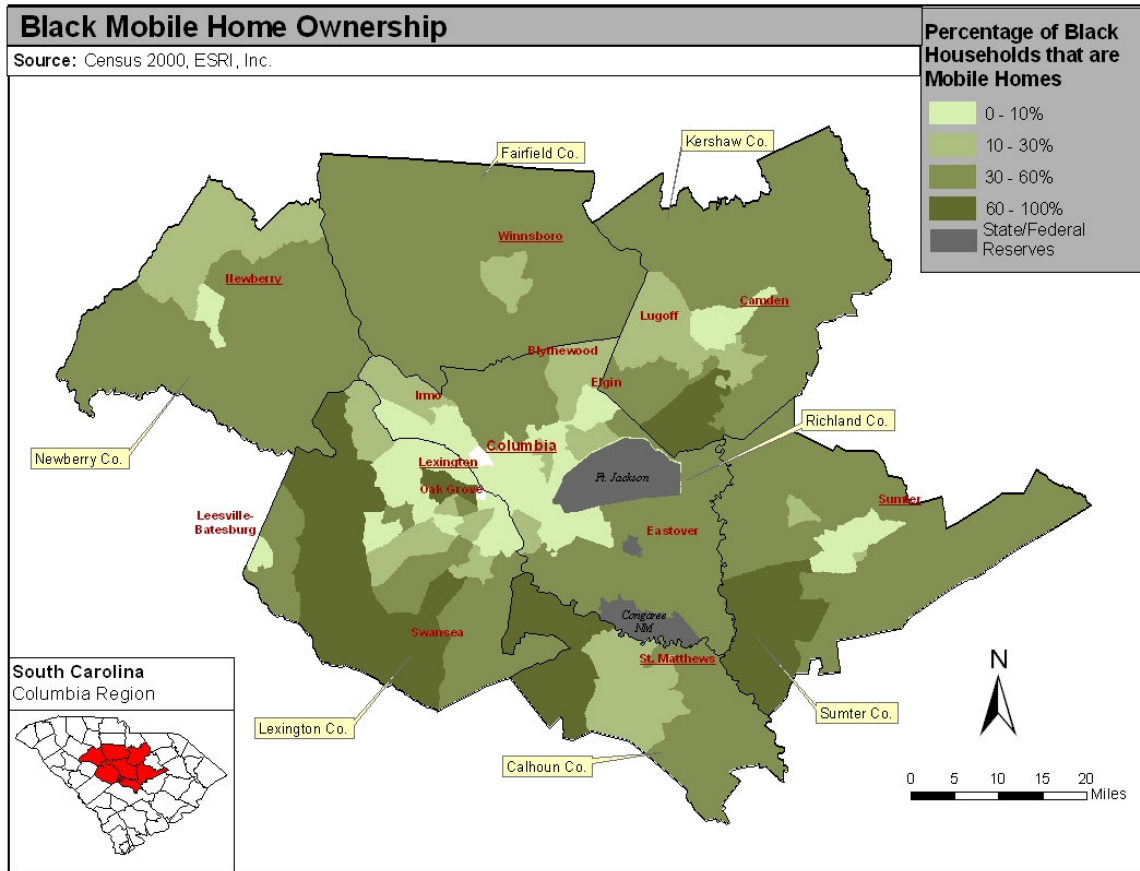 Black Mobile Home Ownership
Source: Census 2000, ESRI, Inc.
Percentage of Black
Households that are
Mobile Homes
0 - 10%
10 - 30%
30 - 60%
60 - 100%
State/Federal
Reserves
Fairfield Co.
Kershaw Co.
Winnsboro
Newberry
Camden
Lugoff
Blythewood
Elgin
Irmo
Richland Co.
Columbia
Newberry Co.
Lexington
Ft. Jackson
Oak Grove
Sumter
Leesville-
Batesburg
Eastover
Congaree
NM
Swansea
St. Matthews
South Carolina
Columbia Region
N
Lexington Co.
Sumter Co.
Calhoun Co.
0 5 10 15 20
Miles